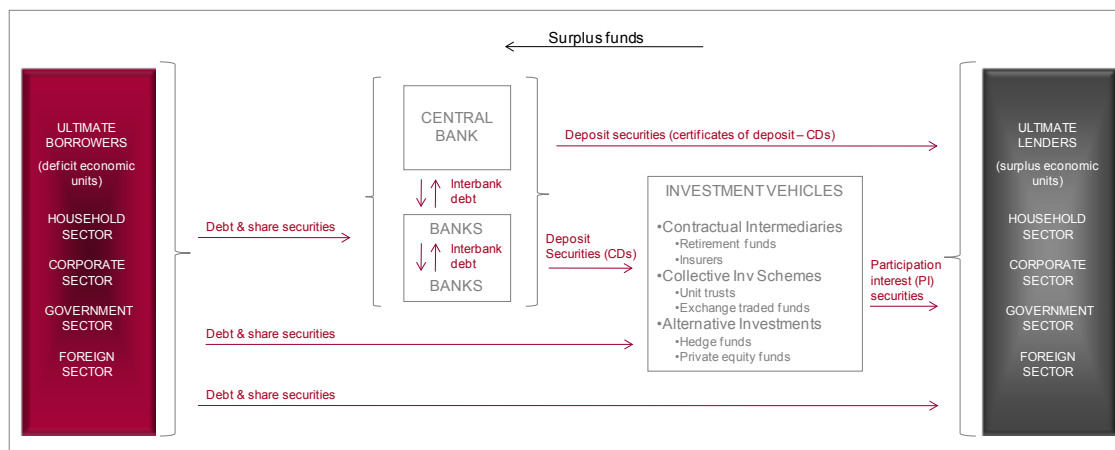 Surplus funds
ULTIMATE
BORROWERS
(deficit economic
units)
HOUSEHOLD
SECTOR
CORPORATE
SECTOR
GOVERNMENT
SECTOR
FOREIGN
SECTOR
Debt & share securities
Debt & share securities
Debt & share securities
CENTRAL
BANK
Interbank
debt
BANKS
Interbank
debt
BANKS
Deposit securities (certificates of deposit – CDs)
Deposit
Securities (CDs)
INVESTMENT VEHICLES
•Contractual Intermediaries
•Retirement funds
•Insurers
•Collective Inv Schemes
•Unit trusts
•Exchange traded funds
•Alternative Investments
•Hedge funds
•Private equity funds
Participation
interest (PI)
securities
ULTIMATE
LENDERS
(surplus economic
units)
HOUSEHOLD
SECTOR
CORPORATE
SECTOR
GOVERNMENT
SECTOR
FOREIGN
SECTOR